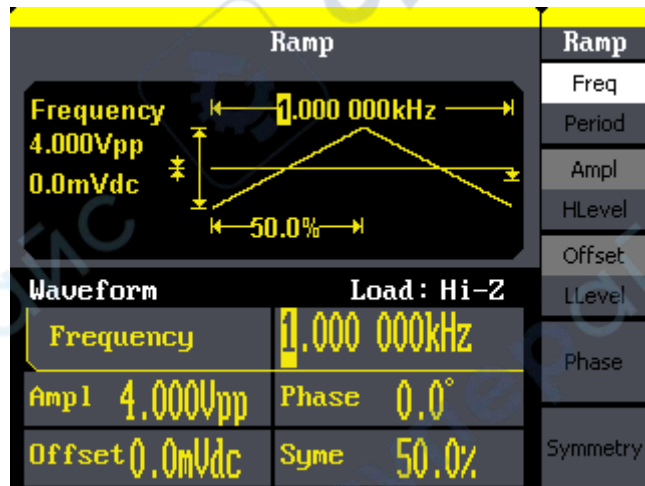 Ramp
Ramp
Freq
Period
Ampl
HLevel
Offset
LLevel
Phase
Symmetry
Frequency
1.000 000kHz
4.000Vpp
0.0mVdc
50.0%
Waveform
Load: Hi-Z
Frequency
1.000 000kHz
Ampl 4.000Vpp
Phase 0.0°
Offset 0.0mVdc
Syme 50.0%